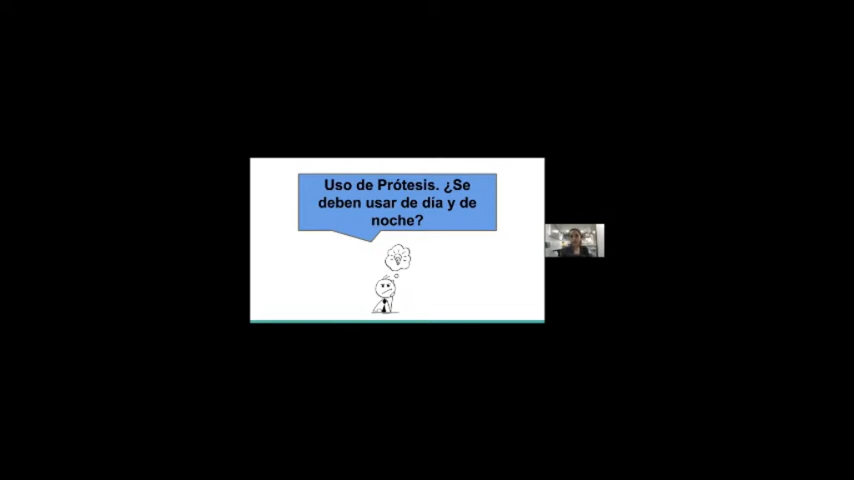 Uso de Prótesis. ¿Se
deben usar de día y de
noche?